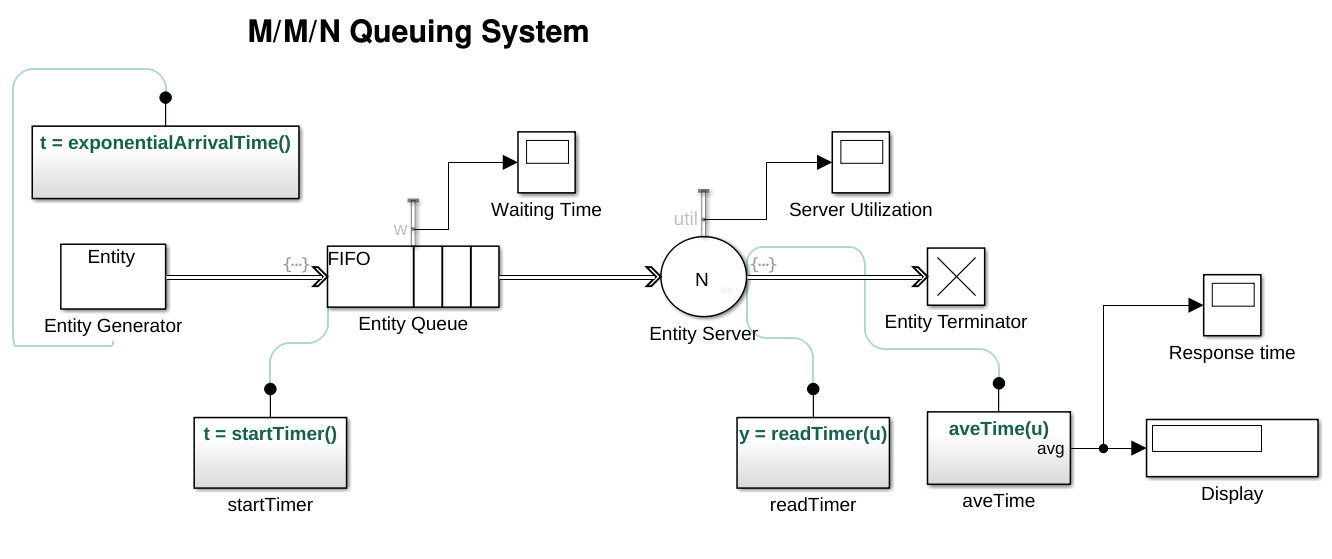 M/M/N Queuing System
t = exponentialArrivalTime()
Waiting Time
Server Utilization
w
util
Entity
{...}
FIFO
N
{...}
Entity Generator
Entity Queue
Entity Server
Entity Terminator
Response time
t = startTimer()
y = readTimer(u)
aveTime(u)
avg
startTimer
readTimer
aveTime
Display